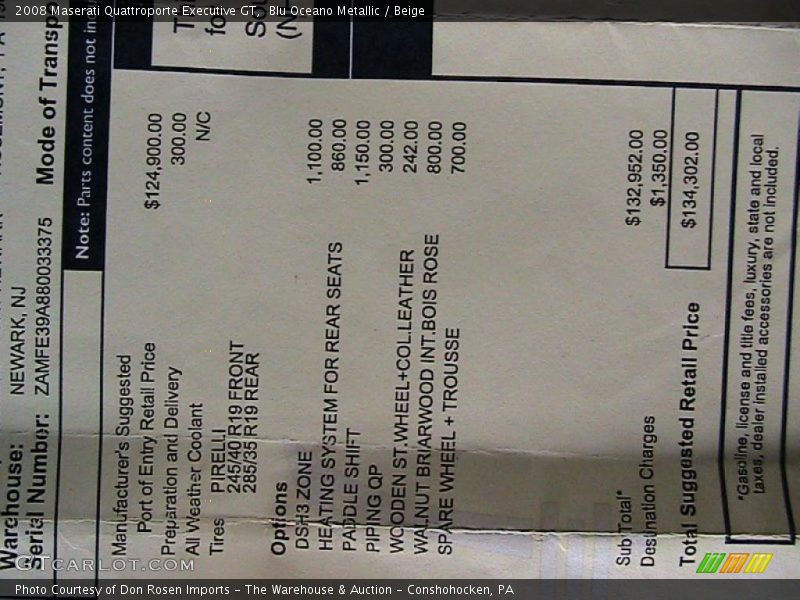 2008 Maserati Quattroporte Executive GT, Blu Oceano Metallic / Beige
Warehouse: NEWARK, NJ
Serial Number: ZAMFE39A880033375 Mode of Transpo
Note: Parts content does not inc
Manufacturer's Suggested
Port of Entry Retail Price $124,900.00
Preparation and Delivery 300.00
All Weather Coolant N/C
Tires PIRELLI
245/40 R19 FRONT
285/35 R19 REAR
Options
DSH3 ZONE 1,100.00
HEATING SYSTEM FOR REAR SEATS 860.00
PADDLE SHIFT 1,150.00
PIPING QP 300.00
WOODEN ST.WHEEL+COL.LEATHER 242.00
WALNUT BRIARWOOD INT.BOIS ROSE 800.00
SPARE WHEEL + TROUSSE 700.00
Sub Total* $132,952.00
Destination Charges $1,350.00
Total Suggested Retail Price $134,302.00
*Gasoline, license and title fees, luxury, state and local
taxes, dealer installed accessories are not included.
GTcarlot.com
Photo Courtesy of Don Rosen Imports – The Warehouse & Auction – Conshohocken, PA